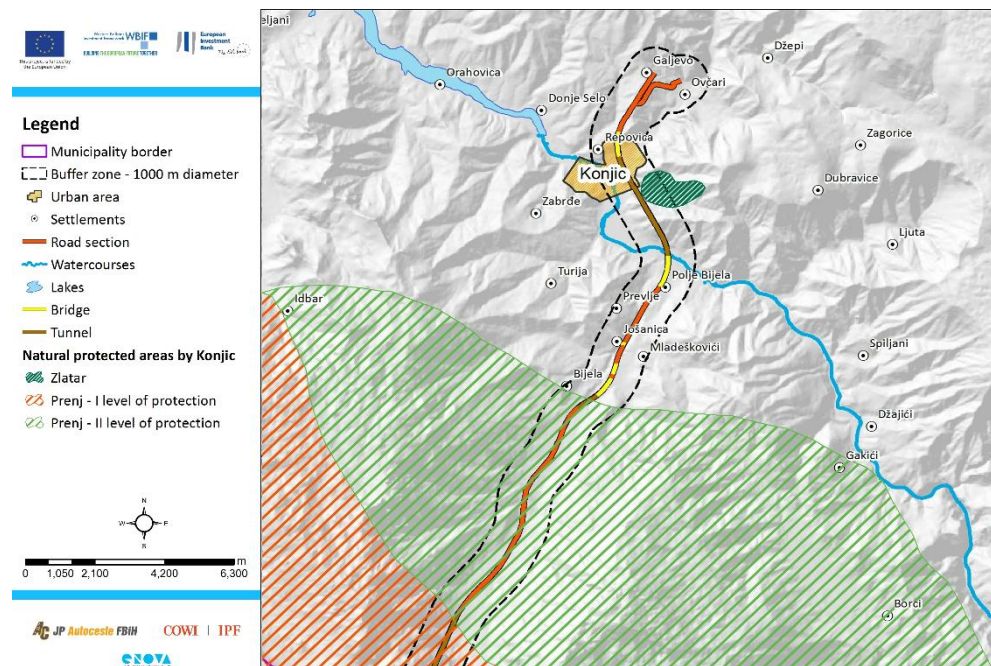 WBIF
European
Investment
Bank
Legend
Municipality border
Buffer zone - 1000 m diameter
Urban area
Settlements
Road section
Watercourses
Lakes
Bridge
Tunnel
Natural protected areas by Konjic
Zlatar
Prenj - I level of protection
Prenj - II level of protection
N
W
E
S
m
0 1,050 2,100 4,200 6,300
JP Autoceste FBiH
COWI | IPF
ENOVA
eljani
Džepi
Galjevo
Orahovica
Ovčari
Donje Selo
Repovica
Zagorice
Konjic
Dubravice
Zabrđe
Ljuta
Turija
Polje Bijela
Idbar
Prevlje
Jošanica
Mladeškovići
Spiljani
Bijela
Džajići
Gakići
Borci